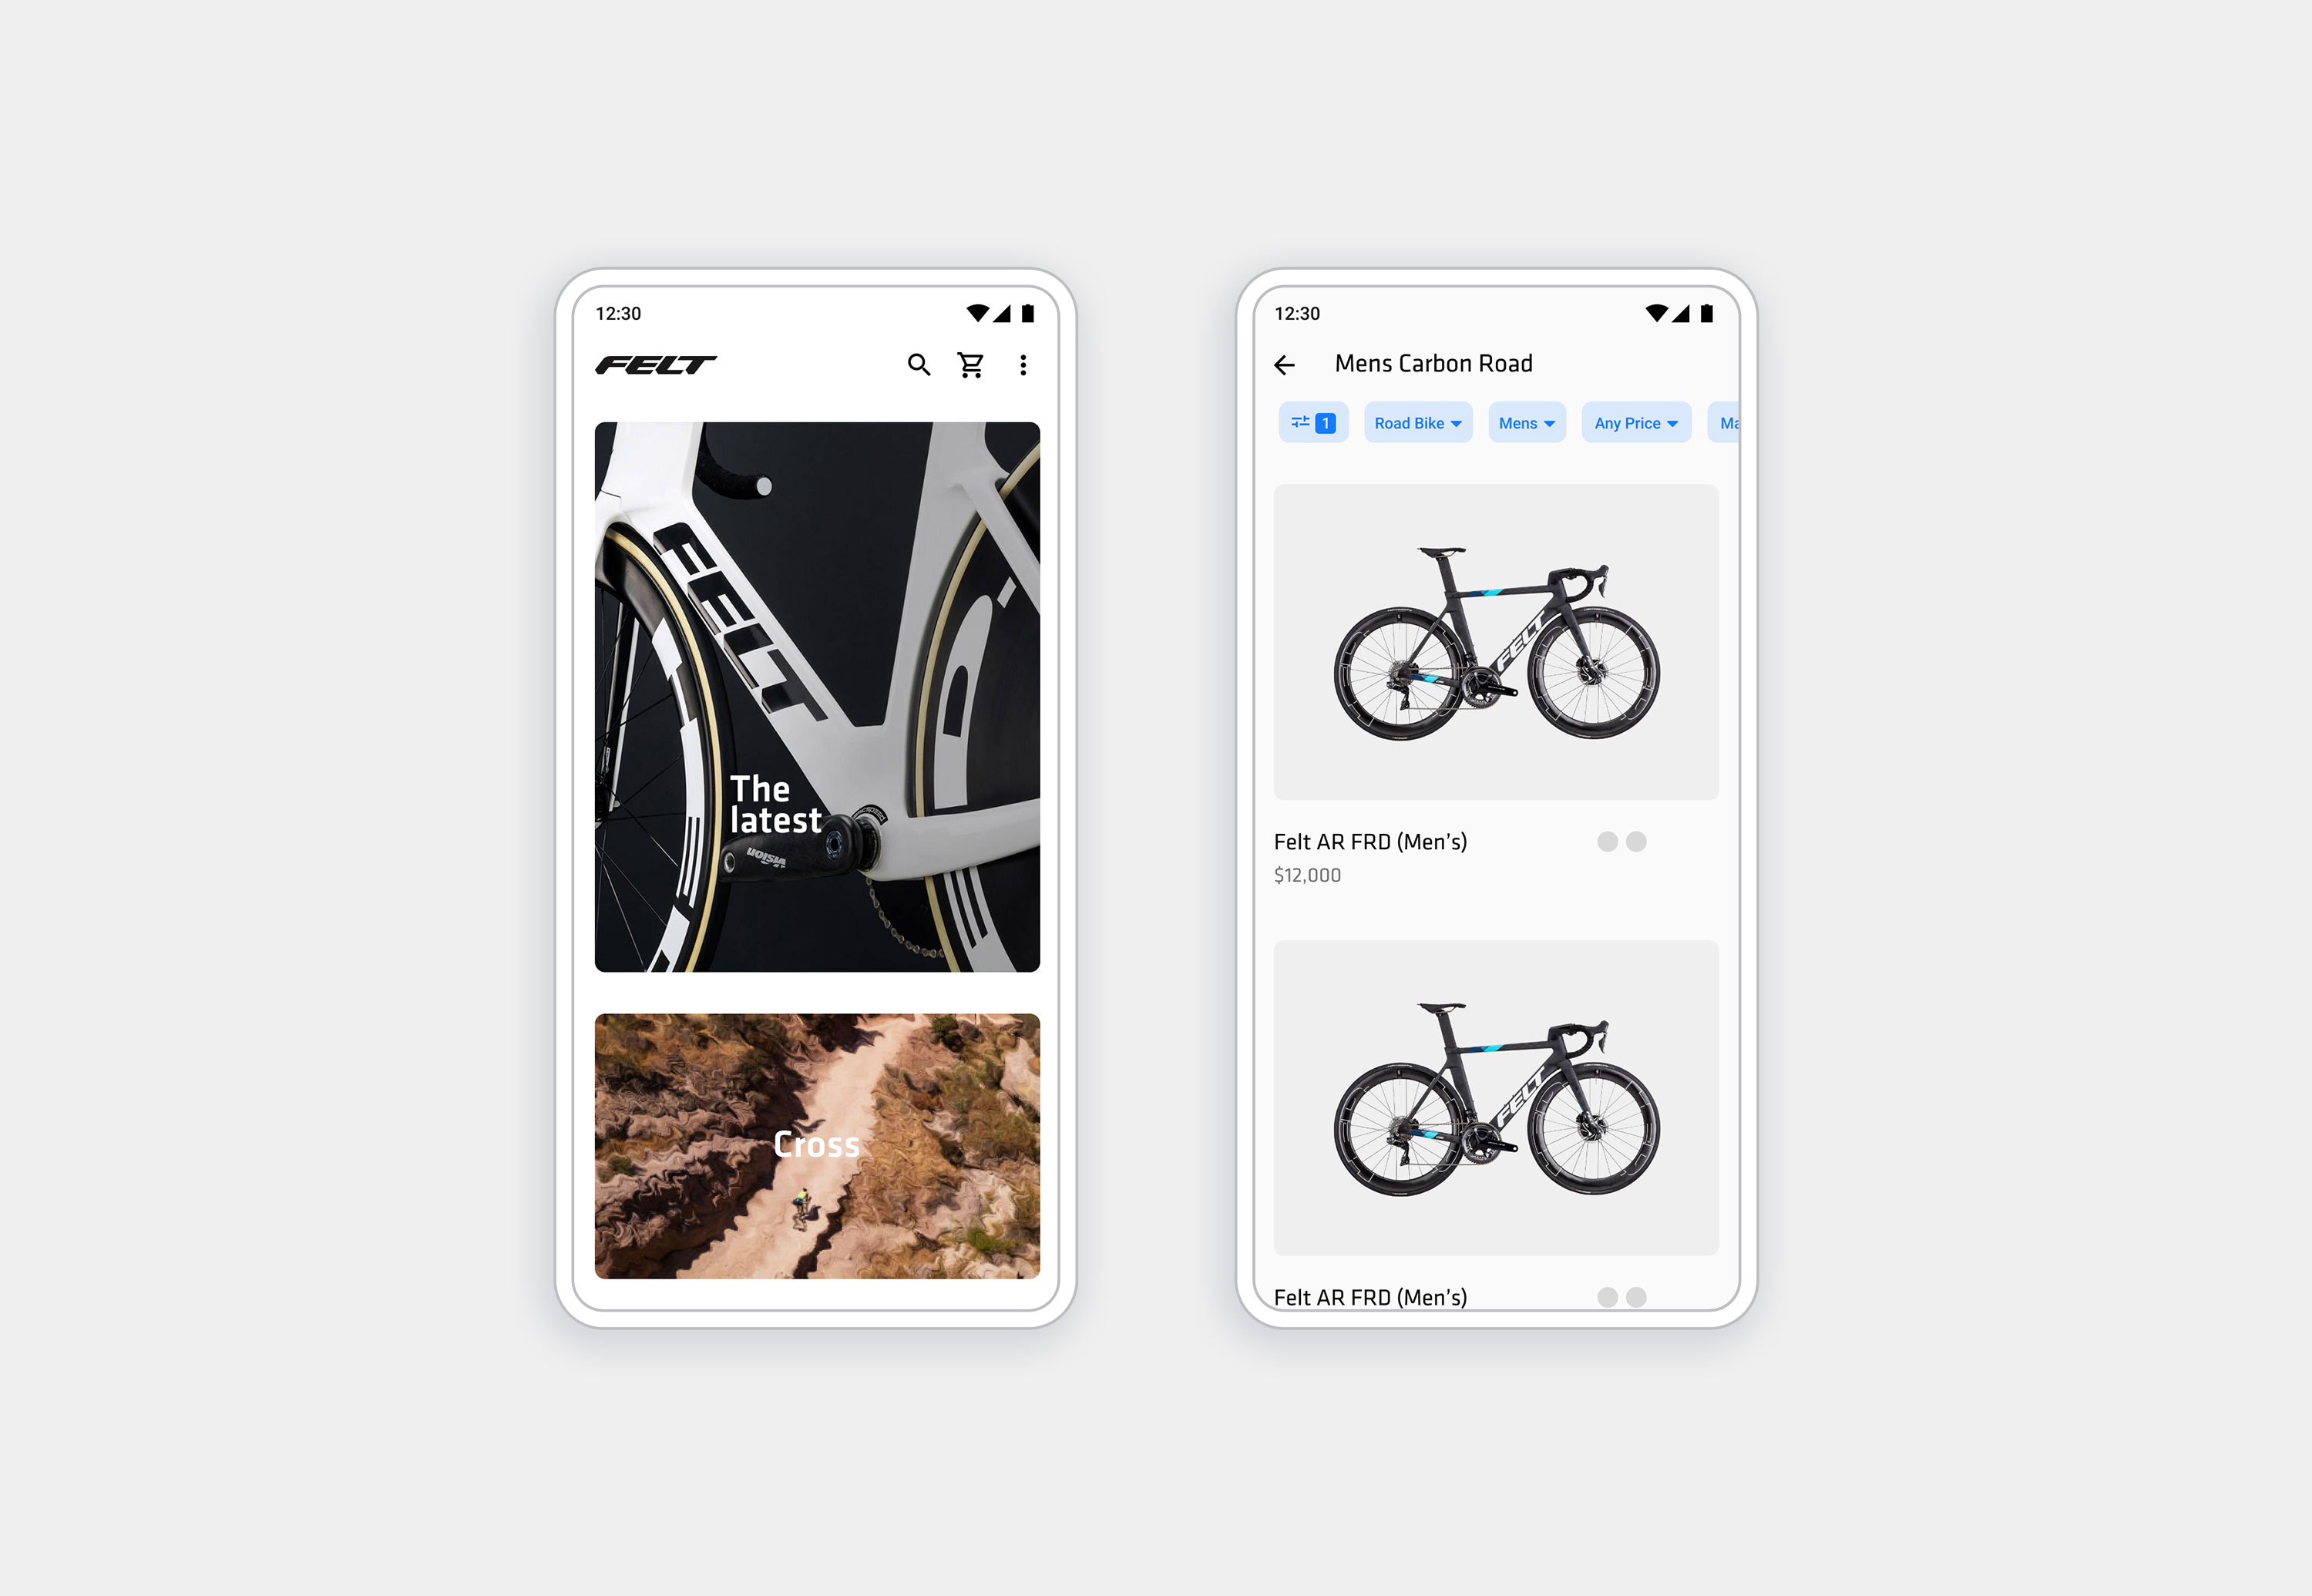 12:30
FELT
FELT
The
latest
VISION
Cross
12:30
Mens Carbon Road
1
Road Bike
Mens
Any Price
Ma
FELT
Felt AR FRD (Men’s)
$12,000
FELT
Felt AR FRD (Men’s)